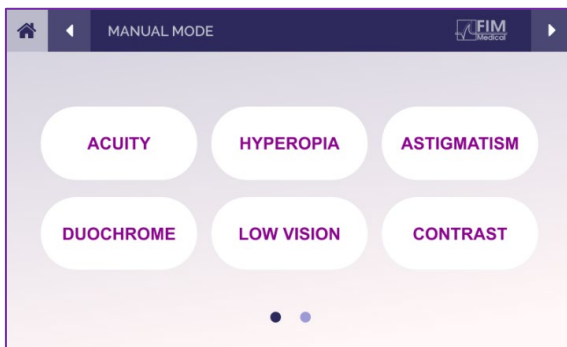 MANUAL MODE
FIM
Medical
ACUITY HYPEROPIA ASTIGMATISM
DUOCHROME LOW VISION CONTRAST